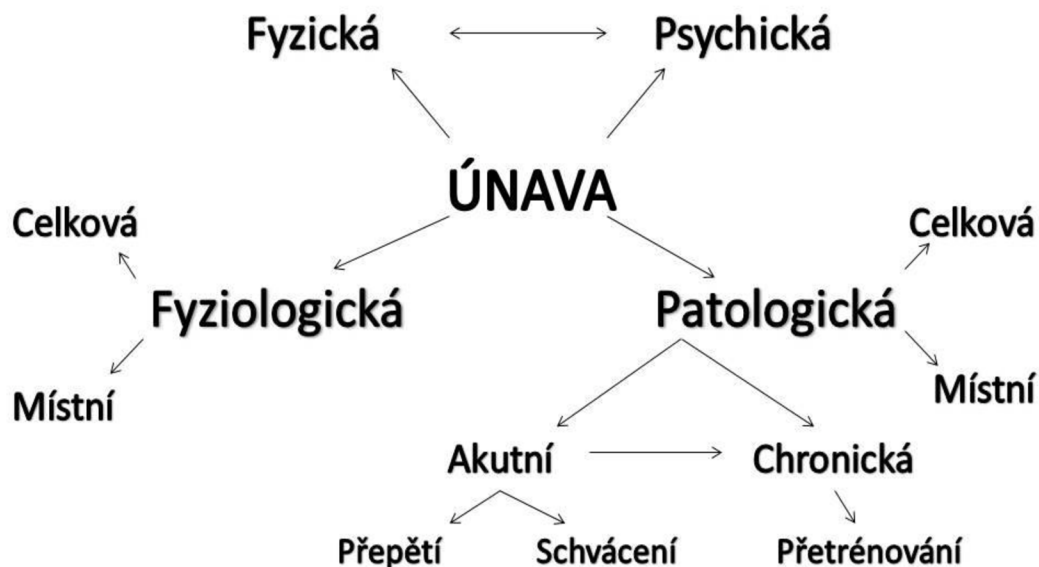 Fyzická Psychická
ÚNAVA
Celková Celková
Fyziologická Patologická
Místní Místní
Akutní Chronická
Přepětí Schvácení Přetrénování